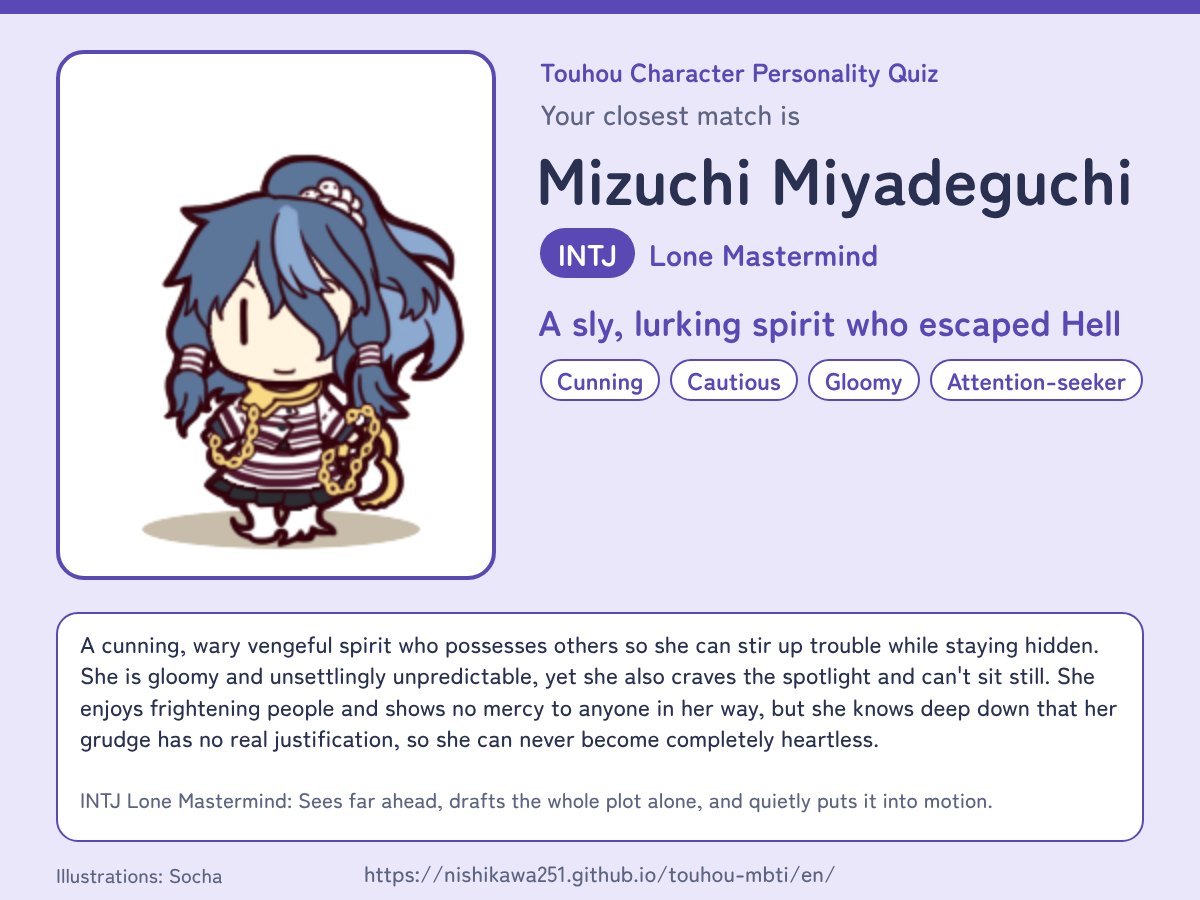 Touhou Character Personality Quiz
Your closest match is
Mizuchi Miyadeguchi
INTJ Lone Mastermind
A sly, lurking spirit who escaped Hell
Cunning Cautious Gloomy Attention-seeker
A cunning, wary vengeful spirit who possesses others so she can stir up trouble while staying hidden.
She is gloomy and unsettlingly unpredictable, yet she also craves the spotlight and can't sit still. She
enjoys frightening people and shows no mercy to anyone in her way, but she knows deep down that her
grudge has no real justification, so she can never become completely heartless.
INTJ Lone Mastermind: Sees far ahead, drafts the whole plot alone, and quietly puts it into motion.
Illustrations: Socha
https://nishikawa251.github.io/touhou-mbti/en/